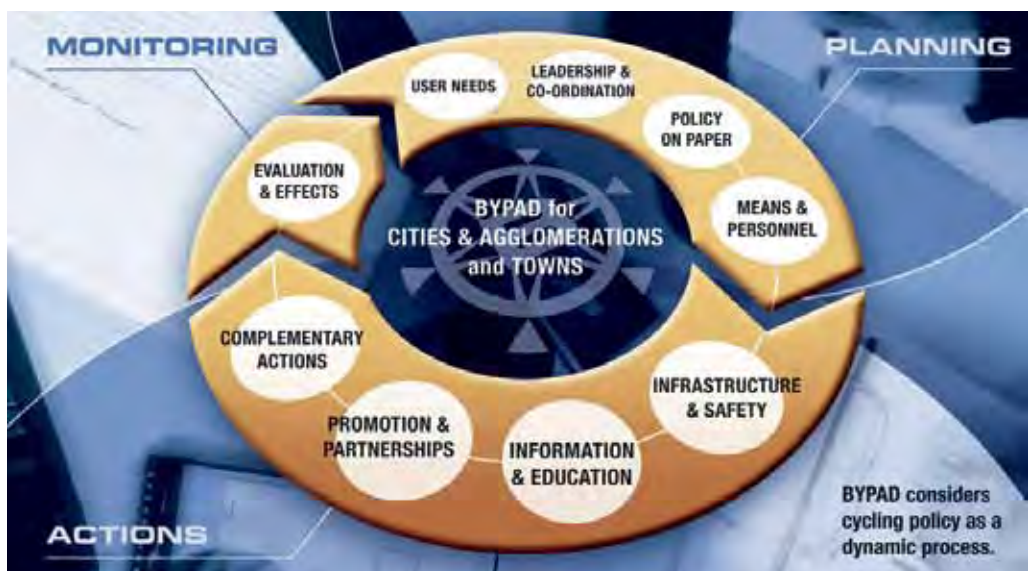 MONITORING
PLANNING
USER NEEDS
LEADERSHIP &
CO-ORDINATION
POLICY
ON PAPER
MEANS &
PERSONNEL
EVALUATION
& EFFECTS
BYPAD for
CITIES & AGGLOMERATIONS
and TOWNS
COMPLEMENTARY
ACTIONS
PROMOTION &
PARTNERSHIPS
INFORMATION
& EDUCATION
INFRASTRUCTURE
& SAFETY
ACTIONS
BYPAD considers
cycling policy as a
dynamic process.